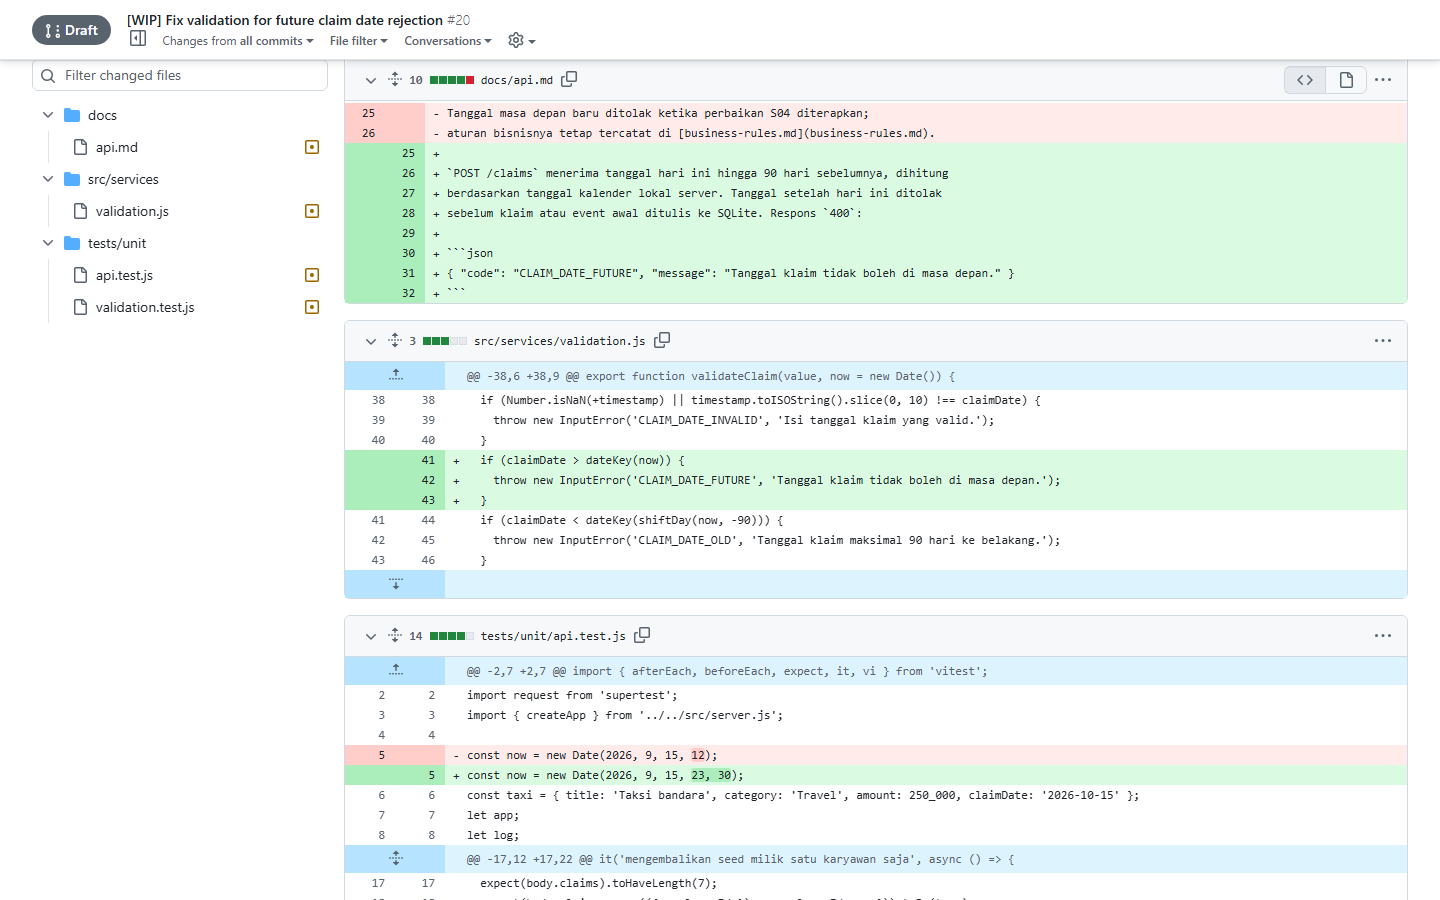 Draft
[WIP] Fix validation for future claim date rejection #20
Changes from all commits File filter Conversations
Filter changed files
docs
api.md
src/services
validation.js
tests/unit
api.test.js
validation.test.js
10 docs/api.md
25 - Tanggal masa depan baru ditolak ketika perbaikan S04 diterapkan;
26 - aturan bisnisnya tetap tercatat di [business-rules.md](business-rules.md).
25 +
26 + `POST /claims` menerima tanggal hari ini hingga 90 hari sebelumnya, dihitung
27 + berdasarkan tanggal kalender lokal server. Tanggal setelah hari ini ditolak
28 + sebelum klaim atau event awal ditulis ke SQLite. Respons `400`:
29 +
30 + ```json
31 + { "code": "CLAIM_DATE_FUTURE", "message": "Tanggal klaim tidak boleh di masa depan." }
32 + ```
3 src/services/validation.js
@@ -38,6 +38,9 @@ export function validateClaim(value, now = new Date()) {
38 38 if (Number.isNaN(+timestamp) || timestamp.toISOString().slice(0, 10) !== claimDate) {
39 39 throw new InputError('CLAIM_DATE_INVALID', 'Isi tanggal klaim yang valid.');
40 40 }
41 + if (claimDate > dateKey(now)) {
42 + throw new InputError('CLAIM_DATE_FUTURE', 'Tanggal klaim tidak boleh di masa depan.');
43 + }
41 44 if (claimDate < dateKey(shiftDay(now, -90))) {
42 45 throw new InputError('CLAIM_DATE_OLD', 'Tanggal klaim maksimal 90 hari ke belakang.');
43 46 }
14 tests/unit/api.test.js
@@ -2,7 +2,7 @@ import { afterEach, beforeEach, expect, it, vi } from 'vitest';
2 2 import request from 'supertest';
3 3 import { createApp } from '../../src/server.js';
4 4
5 - const now = new Date(2026, 9, 15, 12);
5 + const now = new Date(2026, 9, 15, 23, 30);
6 6 const taxi = { title: 'Taksi bandara', category: 'Travel', amount: 250_000, claimDate: '2026-10-15' };
7 7 let app;
8 8 let log;
@@ -17,12 +17,22 @@ it('mengembalikan seed milik satu karyawan saja', async () => {
17 17 expect(body.claims).toHaveLength(7);